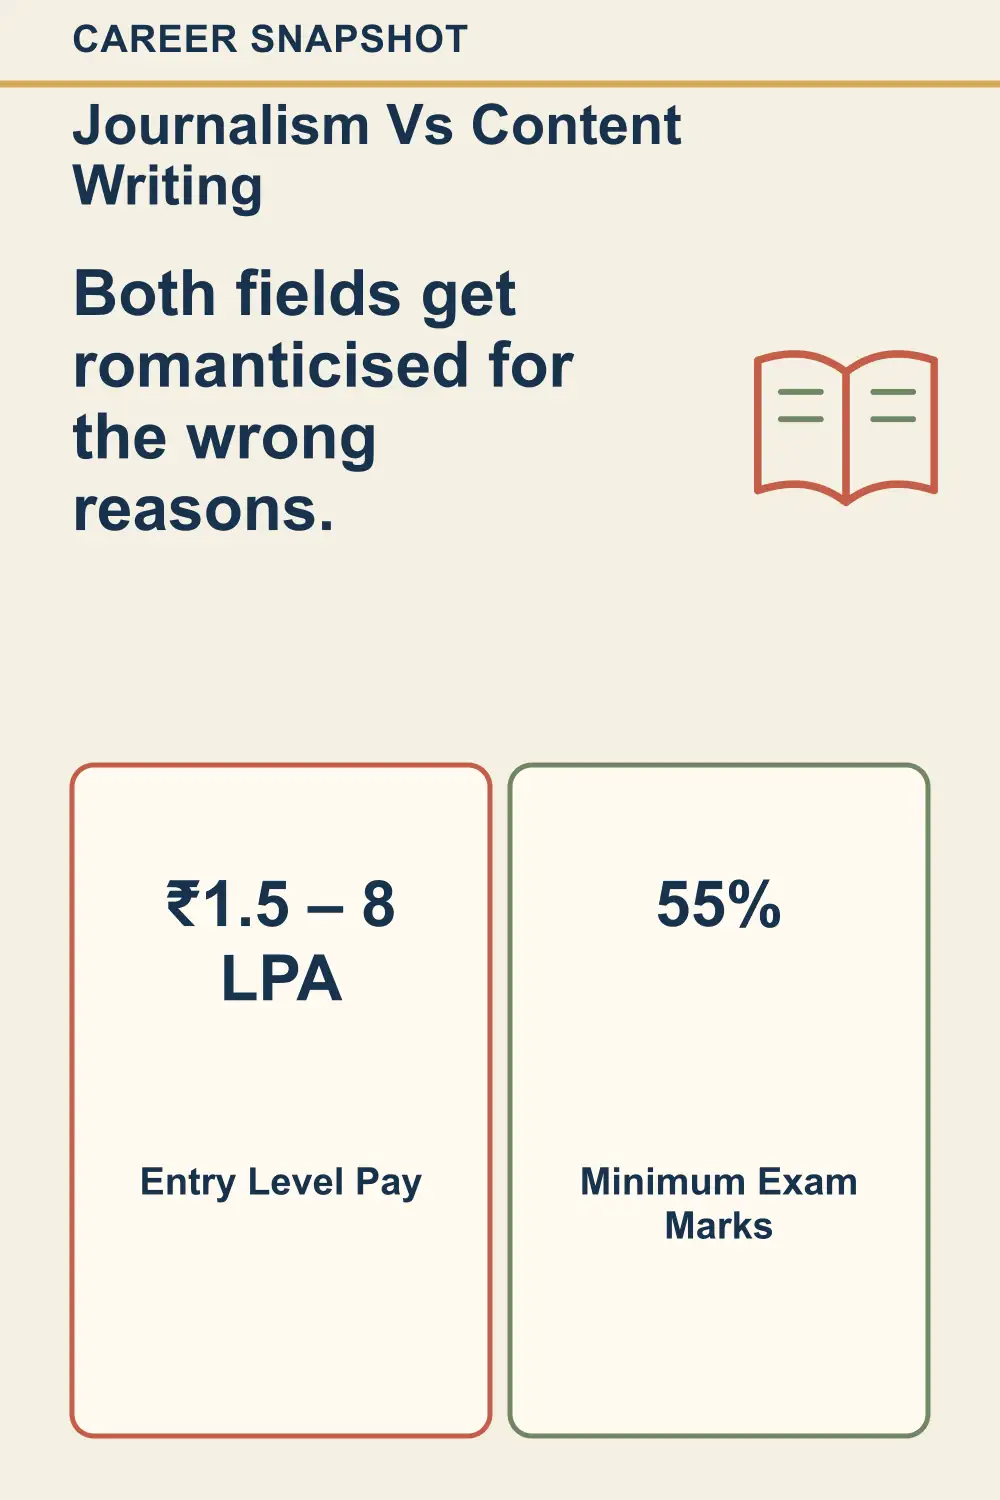 CAREER SNAPSHOT
Journalism Vs Content
Writing
Both fields get
romanticised for
the wrong
reasons.
₹1.5 – 8
LPA
Entry Level Pay
55%
Minimum Exam
Marks